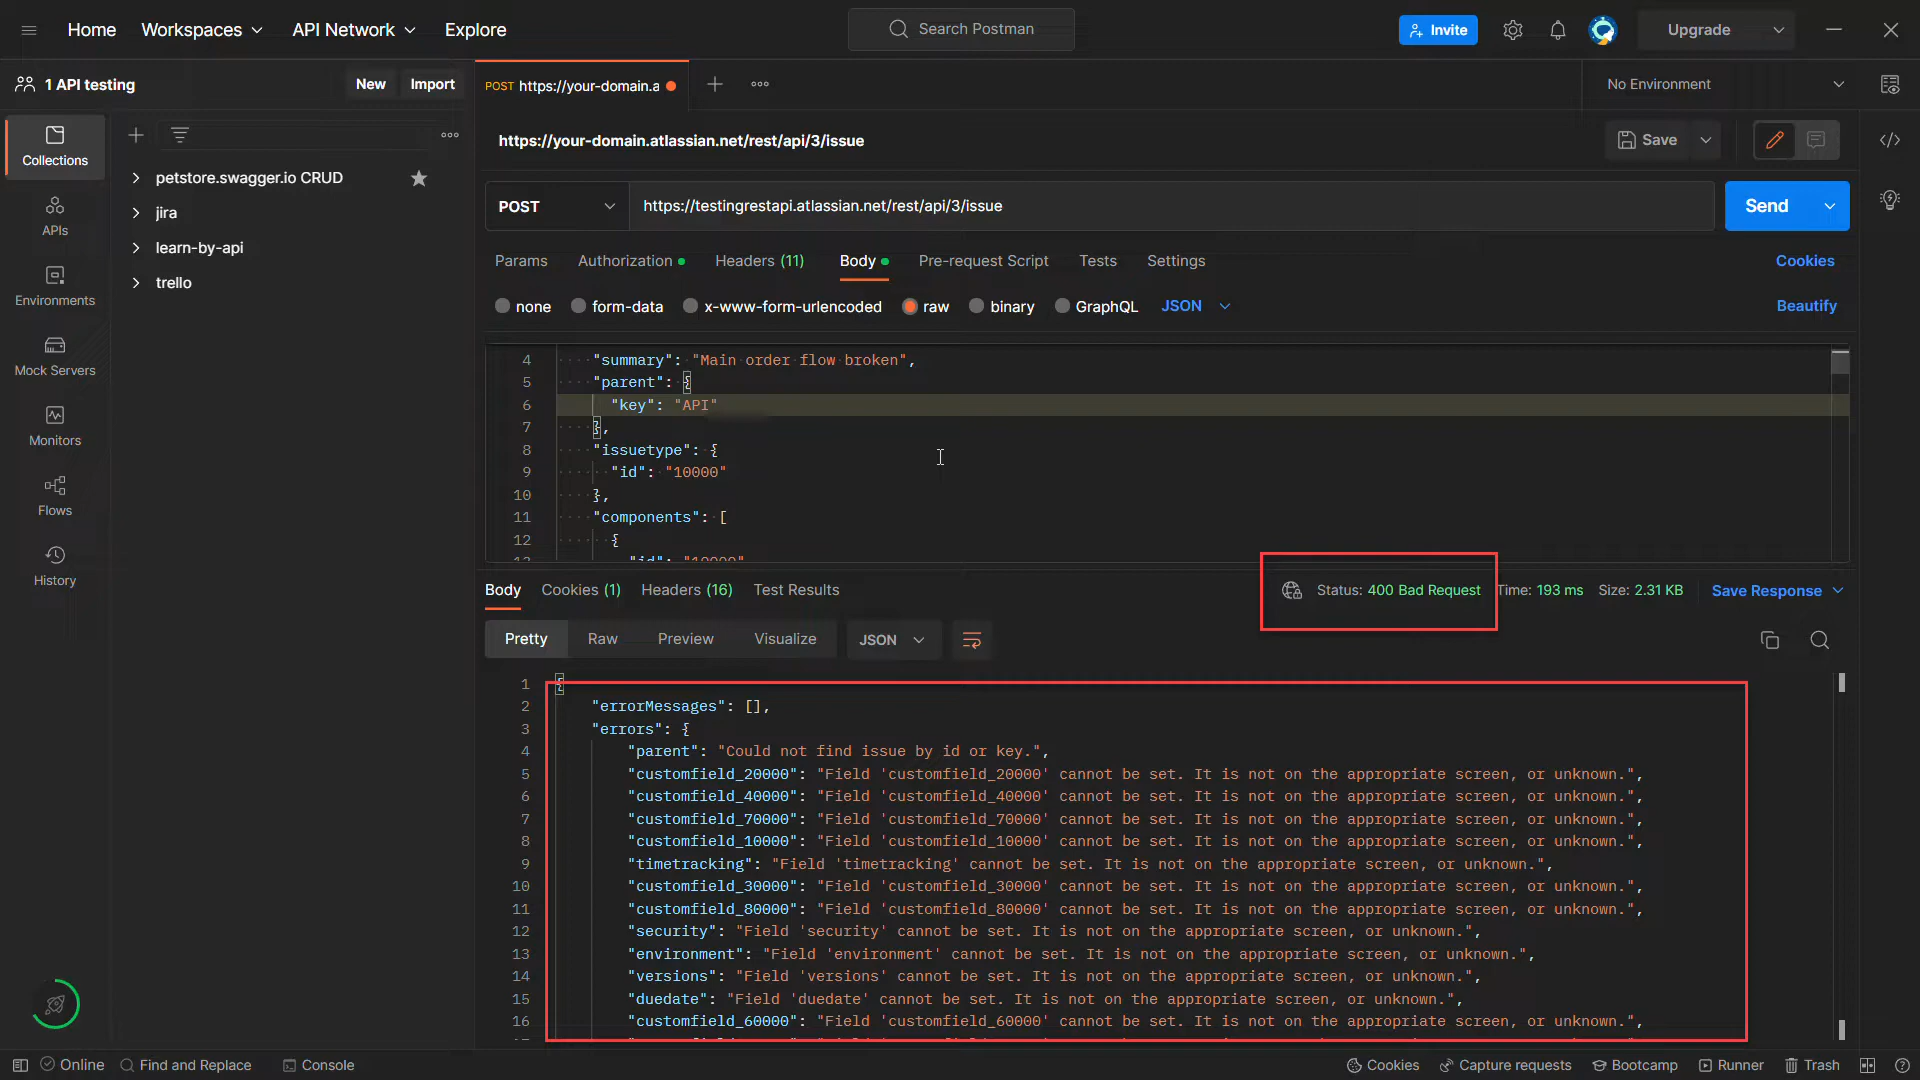 Home Workspaces API Network Explore Search Postman Invite Upgrade
1 API testing New Import POST https://your-domain.a No Environment
Collections
APIs
Environments
Mock Servers
Monitors
Flows
History
petstore.swagger.io CRUD
jira
learn-by-api
trello
https://your-domain.atlassian.net/rest/api/3/issue Save
POST https://testingrestapi.atlassian.net/rest/api/3/issue Send
Params Authorization Headers (11) Body Pre-request Script Tests Settings Cookies
none form-data x-www-form-urlencoded raw binary GraphQL JSON Beautify
4 "summary": "Main order flow broken",
5 "parent": {
6 "key": "API"
7 },
8 "issuetype": {
9 "id": "10000"
10 },
11 "components": [
12 {
13 "id": "10000"
Body Cookies (1) Headers (16) Test Results Status: 400 Bad Request Time: 193 ms Size: 2.31 KB Save Response
Pretty Raw Preview Visualize JSON
1 {
2 "errorMessages": [],
3 "errors": {
4 "parent": "Could not find issue by id or key.",
5 "customfield_20000": "Field 'customfield_20000' cannot be set. It is not on the appropriate screen, or unknown.",
6 "customfield_40000": "Field 'customfield_40000' cannot be set. It is not on the appropriate screen, or unknown.",
7 "customfield_70000": "Field 'customfield_70000' cannot be set. It is not on the appropriate screen, or unknown.",
8 "customfield_10000": "Field 'customfield_10000' cannot be set. It is not on the appropriate screen, or unknown.",
9 "timetracking": "Field 'timetracking' cannot be set. It is not on the appropriate screen, or unknown.",
10 "customfield_30000": "Field 'customfield_30000' cannot be set. It is not on the appropriate screen, or unknown.",
11 "customfield_80000": "Field 'customfield_80000' cannot be set. It is not on the appropriate screen, or unknown.",
12 "security": "Field 'security' cannot be set. It is not on the appropriate screen, or unknown.",
13 "environment": "Field 'environment' cannot be set. It is not on the appropriate screen, or unknown.",
14 "versions": "Field 'versions' cannot be set. It is not on the appropriate screen, or unknown.",
15 "duedate": "Field 'duedate' cannot be set. It is not on the appropriate screen, or unknown.",
16 "customfield_60000": "Field 'customfield_60000' cannot be set. It is not on the appropriate screen, or unknown.",
Online Find and Replace Console Cookies Capture requests Bootcamp Runner Trash